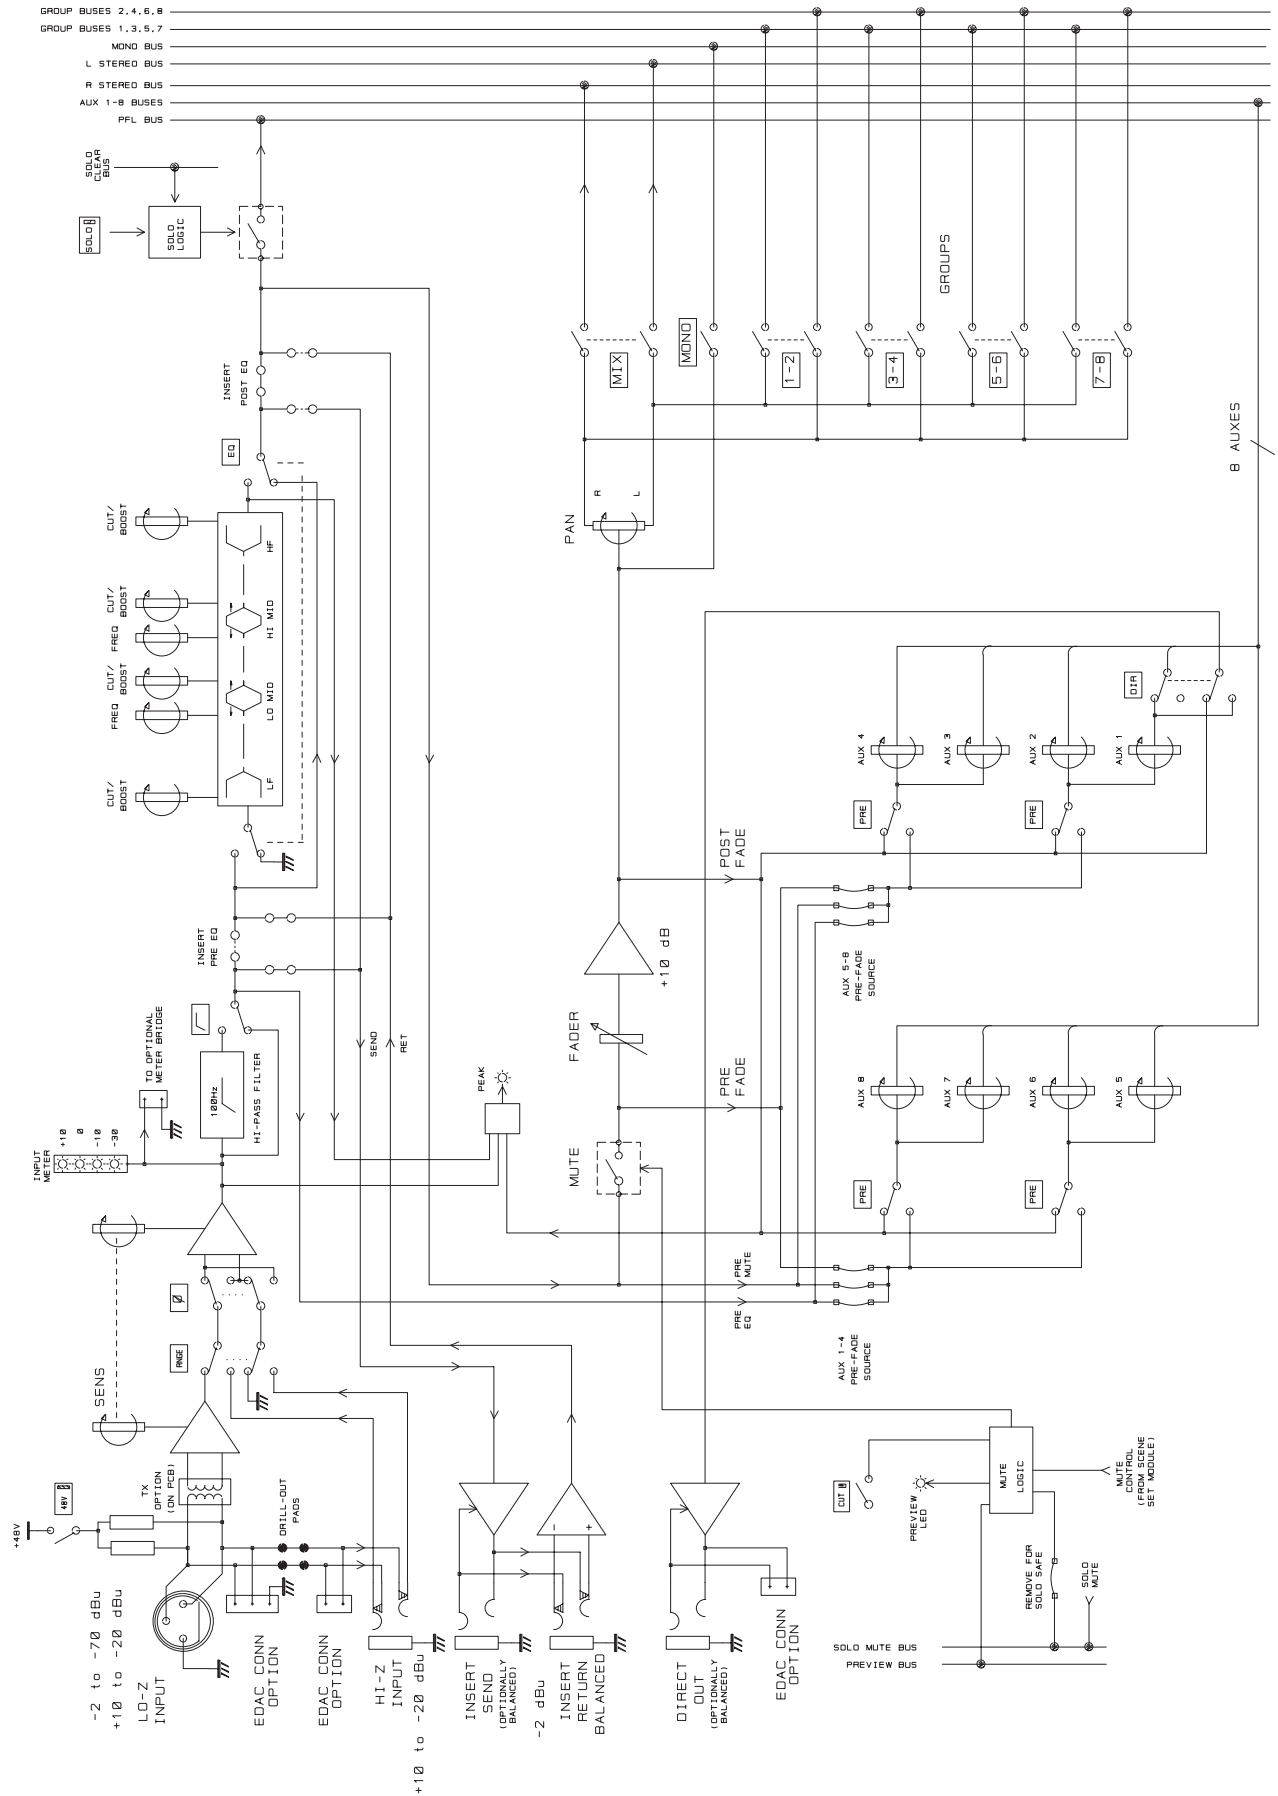 GROUP BUSES 2,4,6,8
GROUP BUSES 1,3,5,7
MONO BUS
L STEREO BUS
R STEREO BUS
AUX 1-8 BUSES
PFL BUS
SOLO
CLEAR
BUS
SOLO
SOLO
LOGIC
GROUPS
MIX
MONO
1-2
3-4
5-6
7-8
INSERT
POST EQ
EQ
8 AUXES
PAN
R
L
CUT/
BOOST
HF
CUT/
BOOST
FREQ
HI MID
CUT/
BOOST
FREQ
LO MID
CUT/
BOOST
LF
DIR
AUX 4
AUX 3
AUX 2
AUX 1
PRE
PRE
POST
FADE
INSERT
PRE EQ
+10 dB
AUX 5-8
PRE-FADE
SOURCE
TO OPTIONAL
METER BRIDGE
100Hz
HI-PASS FILTER
SEND
RET
FADER
PEAK
PRE
FADE
AUX 8
AUX 7
AUX 6
AUX 5
INPUT
METER
+10
0
-10
-30
MUTE
PRE
PRE
PRE
MUTE
PRE
EQ
Ø
RNGE
SENS
AUX 1-4
PRE-FADE
SOURCE
+48V
48V
TX
OPTION
(ON PCB)
DRILL-OUT
PADS
CUT
PREVIEW
LED
MUTE
LOGIC
MUTE
CONTROL
(FROM SCENE
SET MODULE)
REMOVE FOR
SOLO SAFE
SOLO
MUTE
SOLO MUTE BUS
PREVIEW BUS
-
+
-2 to -70 dBu
+10 to -20 dBu
LO-Z
INPUT
EDAC CONN
OPTION
EDAC CONN
OPTION
HI-Z
INPUT
+10 to -20 dBu
INSERT
SEND
(OPTIONALLY
BALANCED)
-2 dBu
INSERT
RETURN
BALANCED
DIRECT
OUT
(OPTIONALLY
BALANCED)
EDAC CONN
OPTION